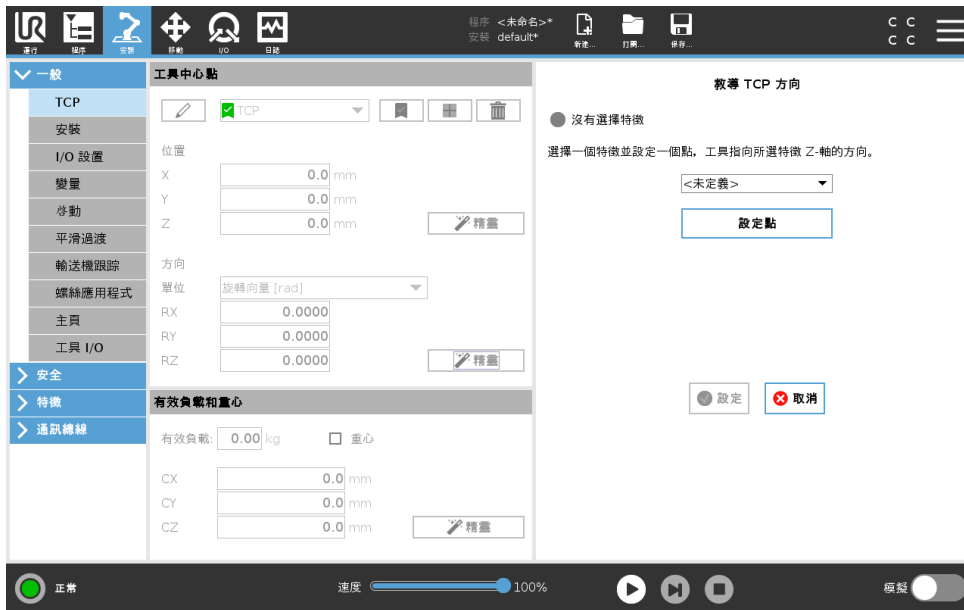 UR
運行
程序
安裝
移動
I/O
日誌
程序 <未命名>*
安裝 default*
新建...
打開...
保存...
C C
C C
一般
TCP
安裝
I/O 設置
變量
啓動
平滑過渡
輸送機跟踪
螺絲應用程式
主頁
工具 I/O
安全
特徵
通訊總線
工具中心點
TCP
位置
X 0.0 mm
Y 0.0 mm
Z 0.0 mm 精靈
方向
單位 旋轉向量 [rad]
RX 0.0000
RY 0.0000
RZ 0.0000 精靈
有效負載和重心
有效負載: 0.00 kg 重心
CX 0.0 mm
CY 0.0 mm
CZ 0.0 mm 精靈
教導 TCP 方向
沒有選擇特徵
選擇一個特徵並設定一個點，工具指向所選特徵 Z-軸的方向。
<未定義>
設定點
設定 取消
正常
速度 100%
模擬